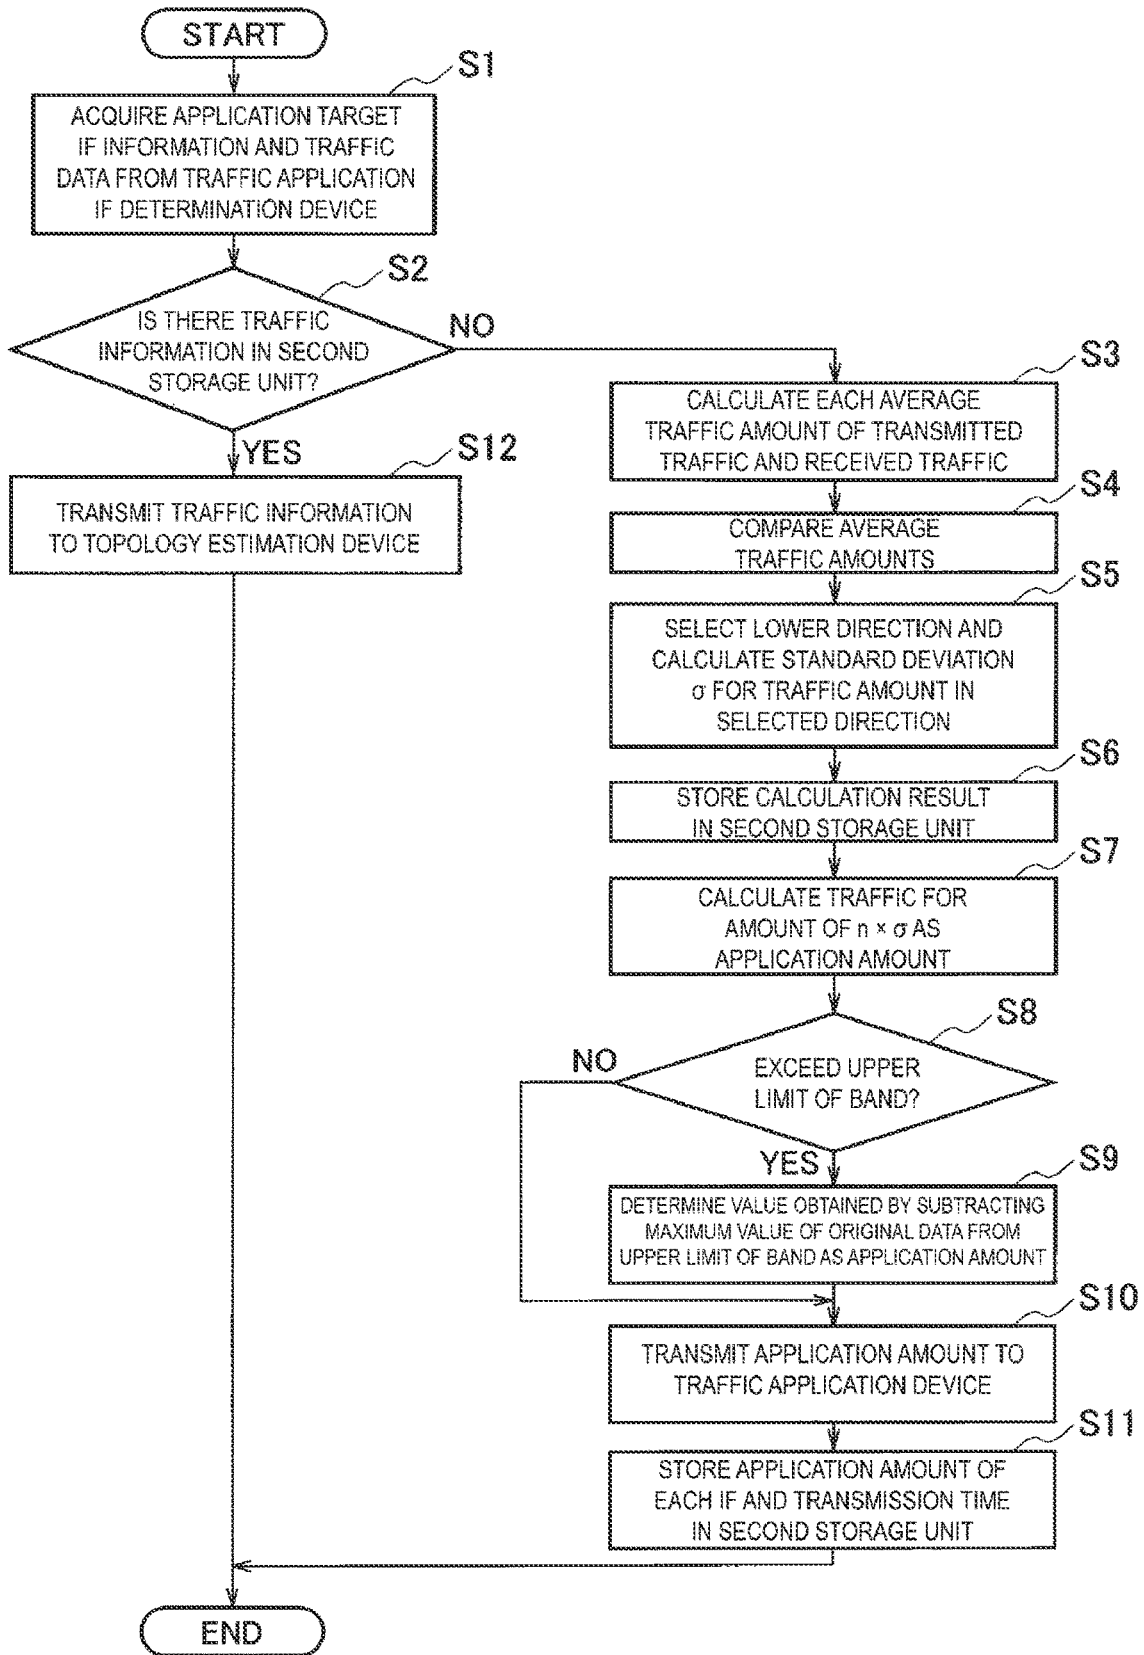 START
S1
ACQUIRE APPLICATION TARGET
IF INFORMATION AND TRAFFIC
DATA FROM TRAFFIC APPLICATION
IF DETERMINATION DEVICE
S2
IS THERE TRAFFIC
INFORMATION IN SECOND
STORAGE UNIT?
NO
YES
S12
TRANSMIT TRAFFIC INFORMATION
TO TOPOLOGY ESTIMATION DEVICE
S3
CALCULATE EACH AVERAGE
TRAFFIC AMOUNT OF TRANSMITTED
TRAFFIC AND RECEIVED TRAFFIC
S4
COMPARE AVERAGE
TRAFFIC AMOUNTS
S5
SELECT LOWER DIRECTION AND
CALCULATE STANDARD DEVIATION
σ FOR TRAFFIC AMOUNT IN
SELECTED DIRECTION
S6
STORE CALCULATION RESULT
IN SECOND STORAGE UNIT
S7
CALCULATE TRAFFIC FOR
AMOUNT OF n × σ AS
APPLICATION AMOUNT
S8
EXCEED UPPER
LIMIT OF BAND?
NO
YES
S9
DETERMINE VALUE OBTAINED BY SUBTRACTING
MAXIMUM VALUE OF ORIGINAL DATA FROM
UPPER LIMIT OF BAND AS APPLICATION AMOUNT
S10
TRANSMIT APPLICATION AMOUNT TO
TRAFFIC APPLICATION DEVICE
S11
STORE APPLICATION AMOUNT OF
EACH IF AND TRANSMISSION TIME
IN SECOND STORAGE UNIT
END